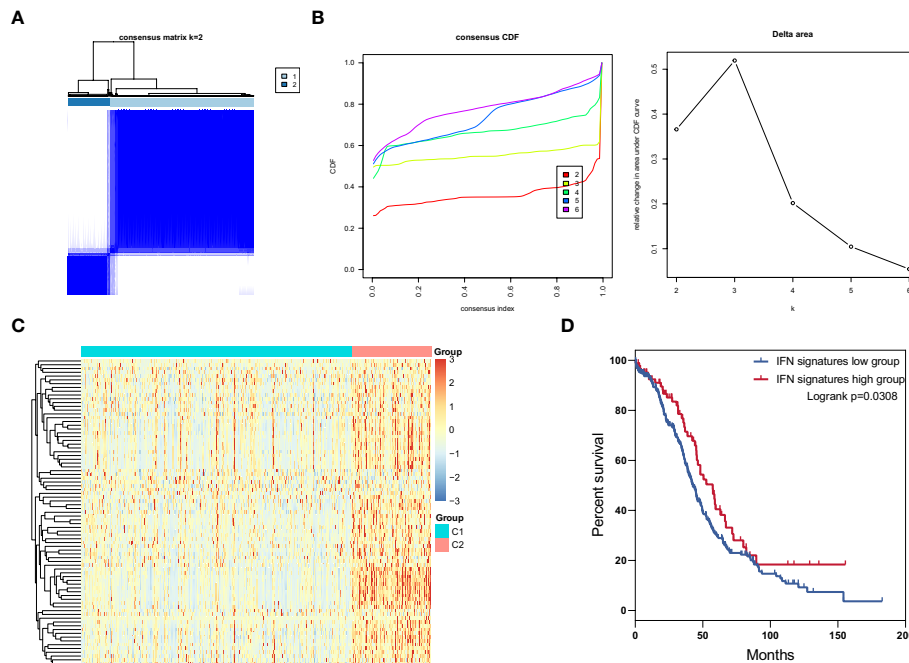 A
consensus matrix k=2
1
2
B
consensus CDF
CDF
1.0
0.8
0.6
0.4
0.2
0.0
2
3
4
5
6
0.0
0.2
0.4
0.6
0.8
1.0
consensus index
Delta area
relative change in area under CDF curve
0.5
0.4
0.3
0.2
0.1
2
3
4
5
6
k
C
Group
3
2
1
0
−1
−2
−3
Group
C1
C2
D
IFN signatures low group
IFN signatures high group
Logrank p=0.0308
Percent survival
100
80
60
40
20
0
0
50
100
150
200
Months